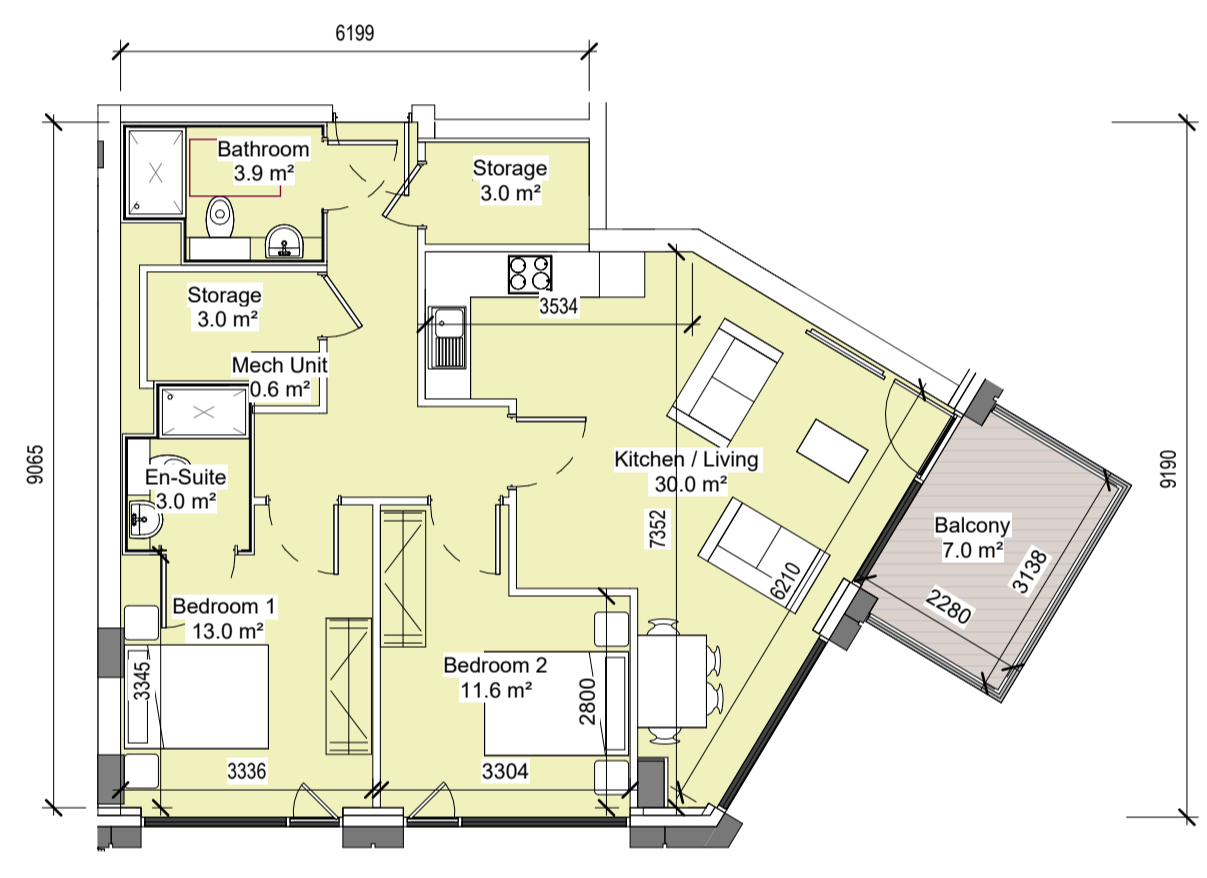 6199
Bathroom
3.9 m²
Storage
3.0 m²
Storage
3.0 m²
3534
Mech Unit
0.6 m²
9065
9190
En-Suite
3.0 m²
Kitchen / Living
30.0 m²
7352
6210
Balcony
7.0 m²
3138
2280
Bedroom 1
13.0 m²
3345
Bedroom 2
11.6 m²
2800
3336
3304